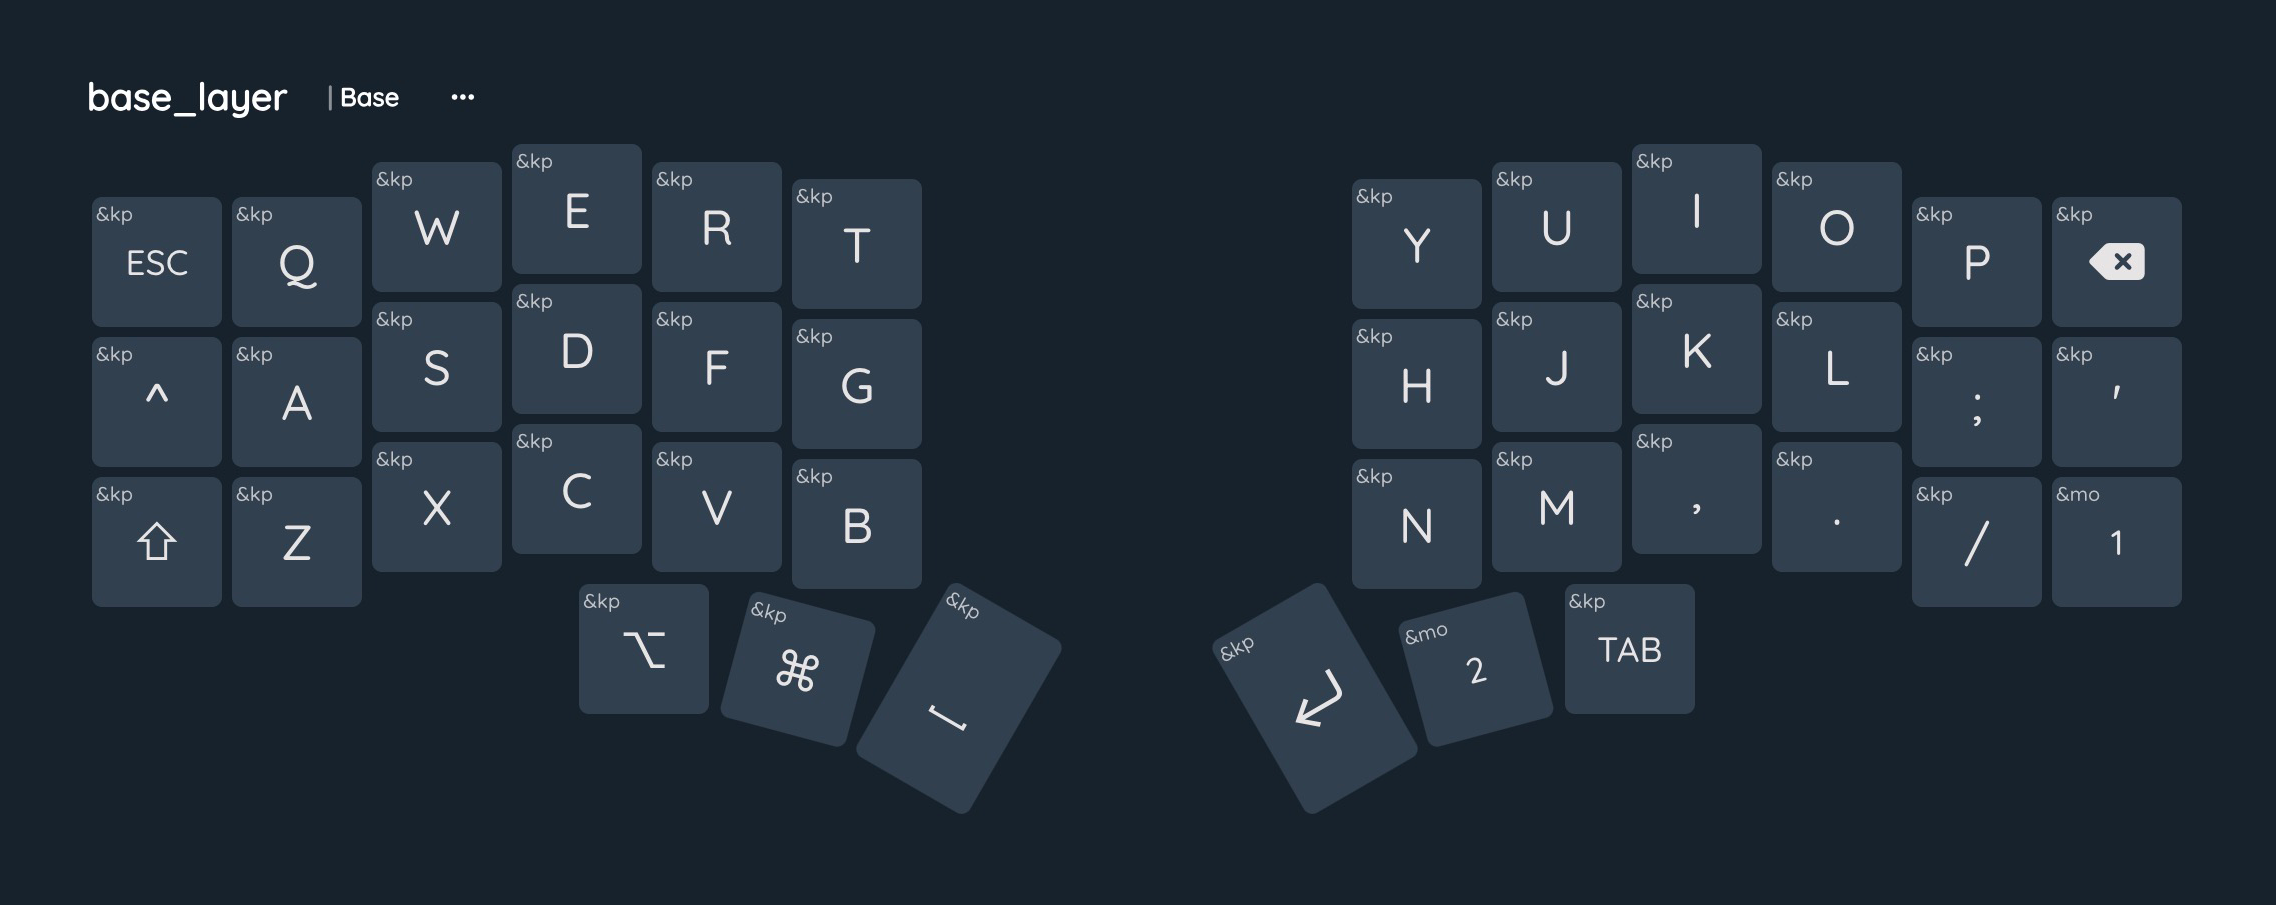 base_layer | Base ...
&kp ESC &kp Q &kp W &kp E &kp R &kp T &kp Y &kp U &kp I &kp O &kp P &kp ⌫
&kp ^ &kp A &kp S &kp D &kp F &kp G &kp H &kp J &kp K &kp L &kp ; &kp '
&kp ⇧ &kp Z &kp X &kp C &kp V &kp B &kp N &kp M &kp , &kp . &kp / &mo 1
&kp ⌥ &kp ⌘ &kp ⎵ &kp ↵ &mo 2 &kp TAB